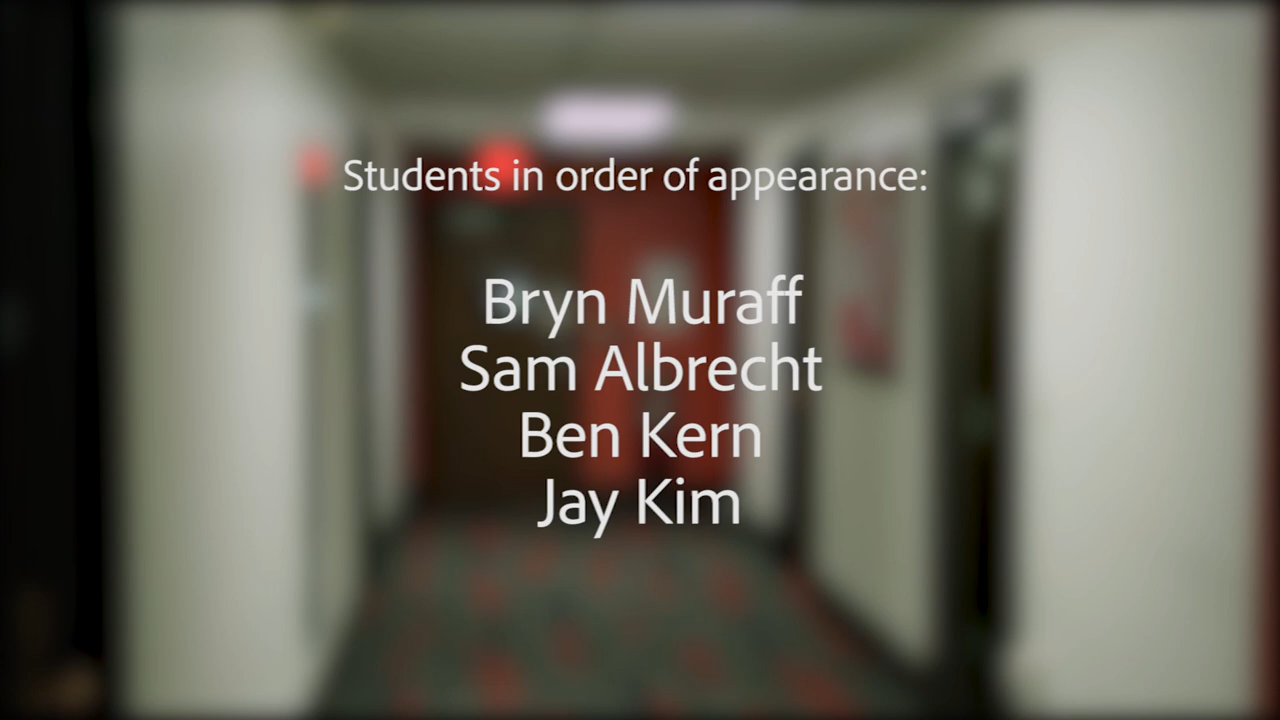 Students in order of appearance:
Bryn Muraff
Sam Albrecht
Ben Kern
Jay Kim